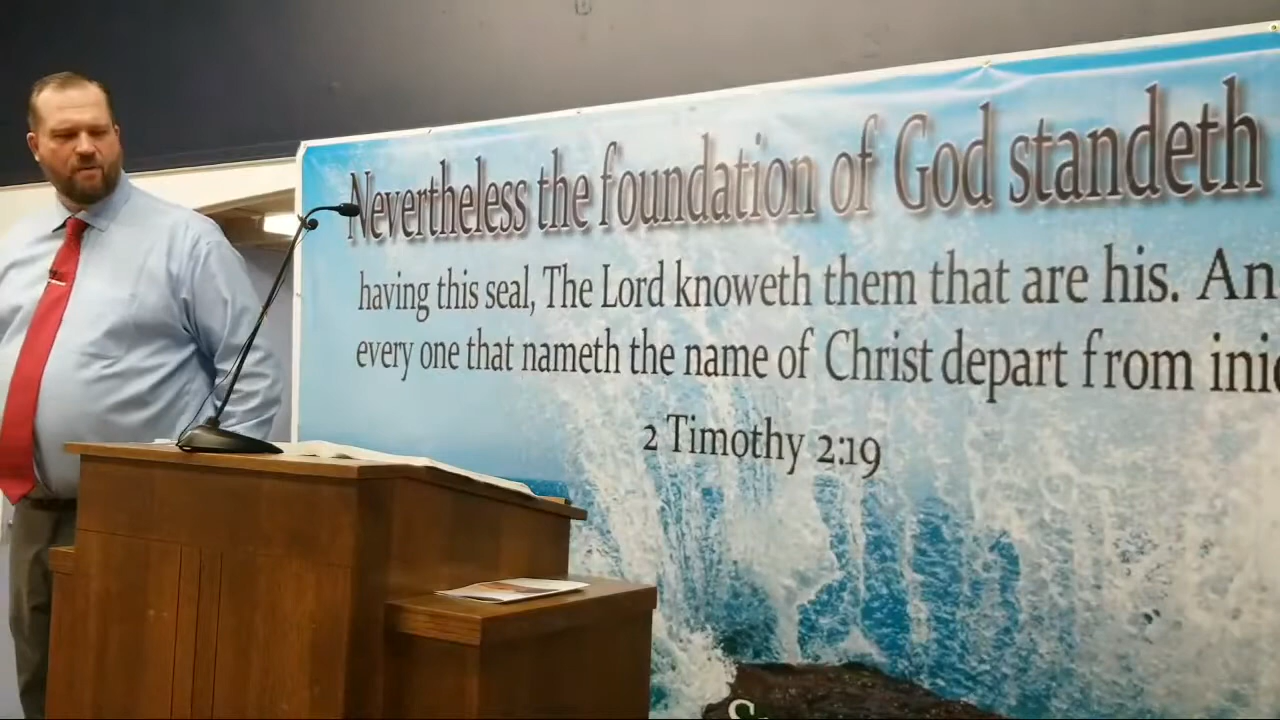 Nevertheless the foundation of God standeth
having this seal, The Lord knoweth them that are his. An
every one that nameth the name of Christ depart from inic
2 Timothy 2:19